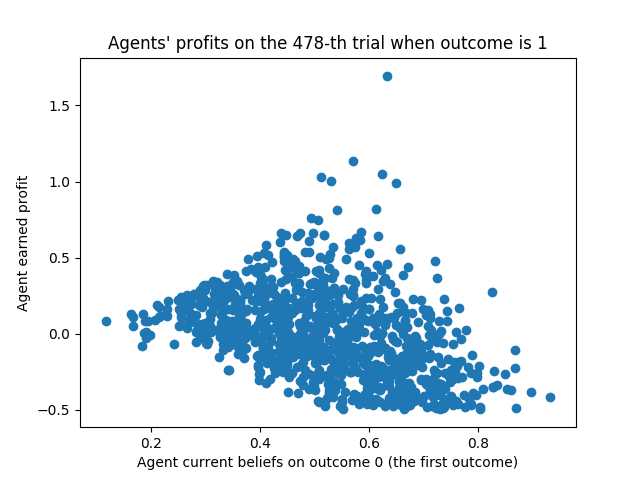 Agents' profits on the 478-th trial when outcome is 1
Agent earned profit
1.5
1.0
0.5
0.0
−0.5
0.2 0.4 0.6 0.8
Agent current beliefs on outcome 0 (the first outcome)